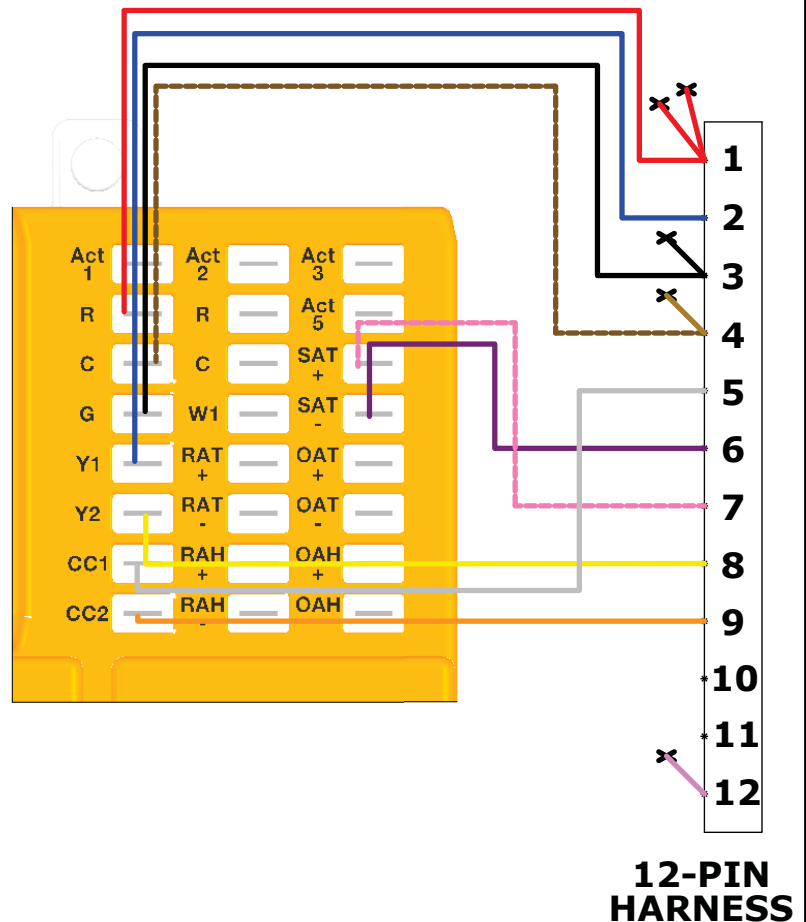 Act 1 Act 2 Act 3
R R Act 5
C C SAT +
G W1 SAT -
Y1 RAT + OAT +
Y2 RAT - OAT -
CC1 RAH + OAH +
CC2 RAH - OAH
1
2
3
4
5
6
7
8
9
10
11
12
12-PIN
HARNESS